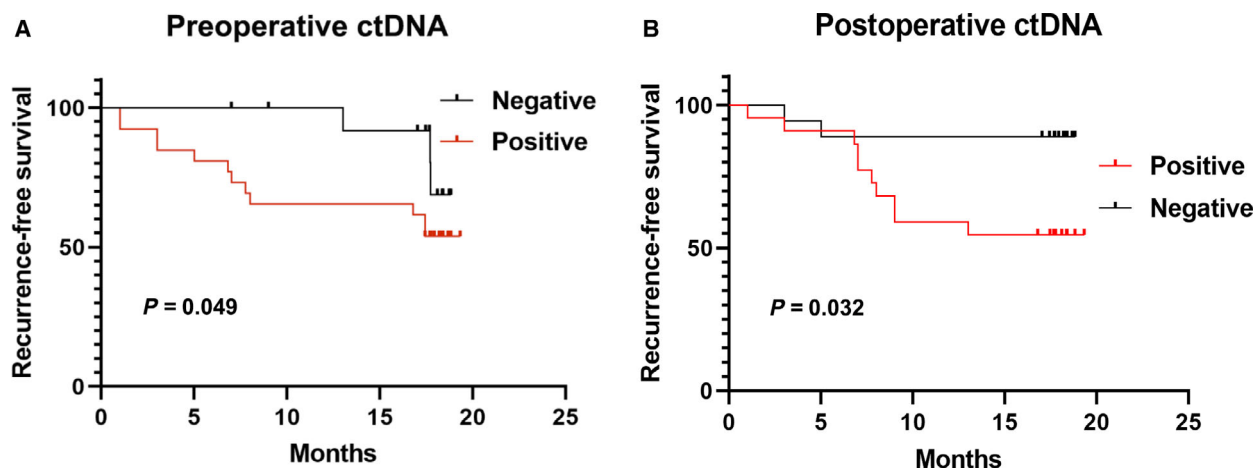 A
Preoperative ctDNA
Recurrence-free survival
100
50
0
Negative
Positive
P = 0.049
0 5 10 15 20 25
Months
B
Postoperative ctDNA
Recurrence-free survival
100
50
0
Positive
Negative
P = 0.032
0 5 10 15 20 25
Months